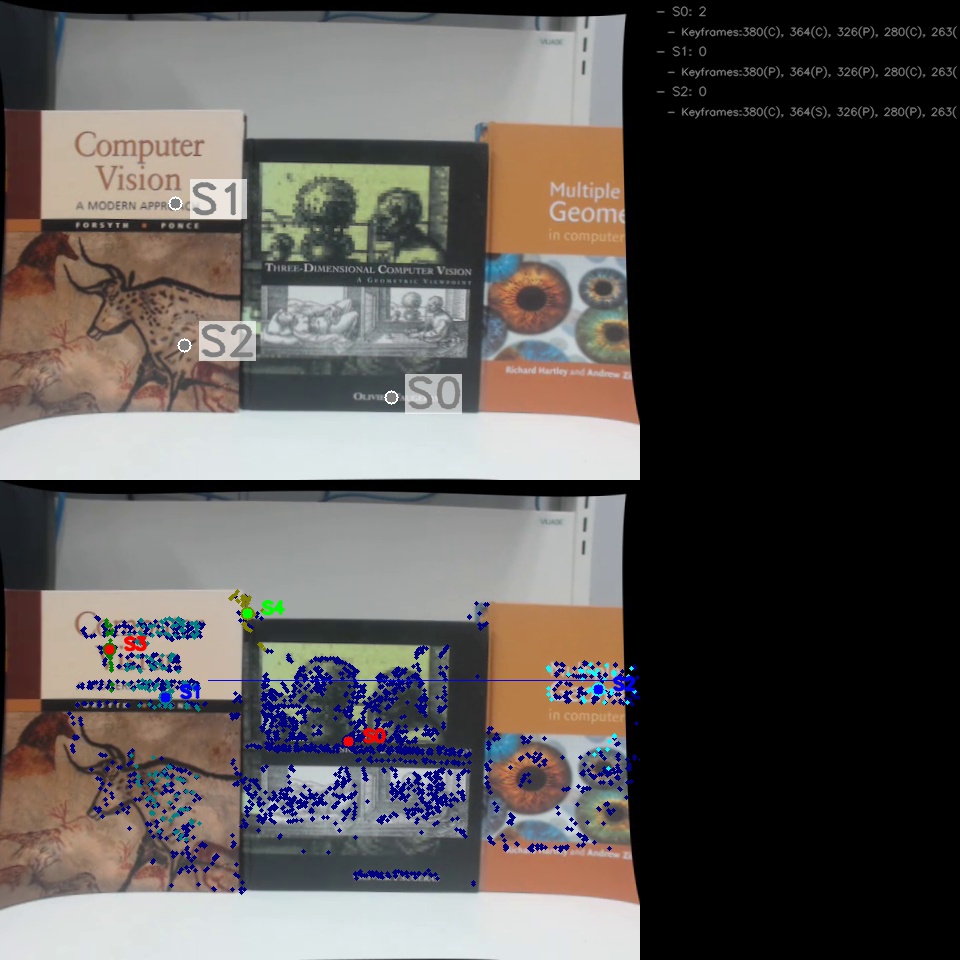 VILADE
Computer
Vision
A MODERN APPR
FORSYTH PONCE
S1
Multiple
Geome
in computer
THREE-DIMENSIONAL COMPUTER VISION
A GEOMETRIC VIEWPOINT
S2
Richard Hartley and Andrew Zi
OLIVI
S0
- S0: 2
- Keyframes:380(C), 364(C), 326(P), 280(C), 263(
- S1: 0
- Keyframes:380(P), 364(P), 326(P), 280(C), 263(
- S2: 0
- Keyframes:380(C), 364(S), 326(P), 280(P), 263(
S4
S3
S1
S2
in computer
S0